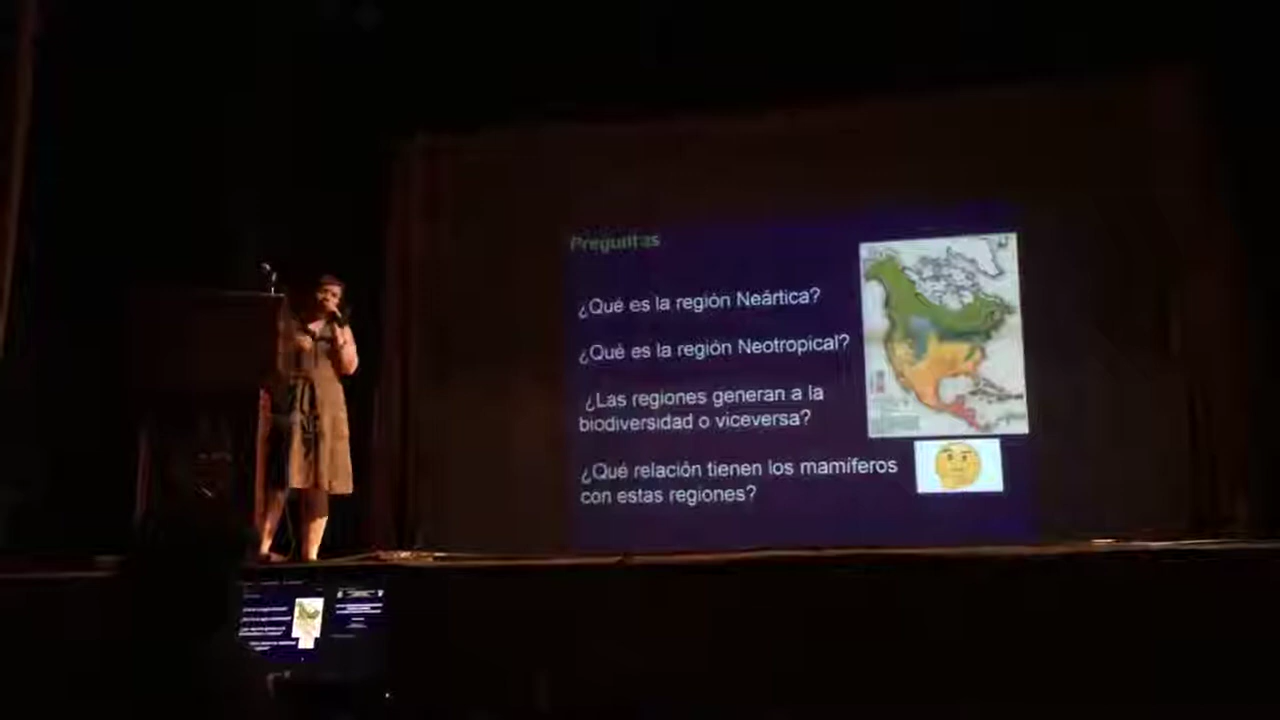 Preguntas
¿Qué es la región Neártica?
¿Qué es la región Neotropical?
¿Las regiones generan a la
biodiversidad o viceversa?
¿Qué relación tienen los mamíferos
con estas regiones?